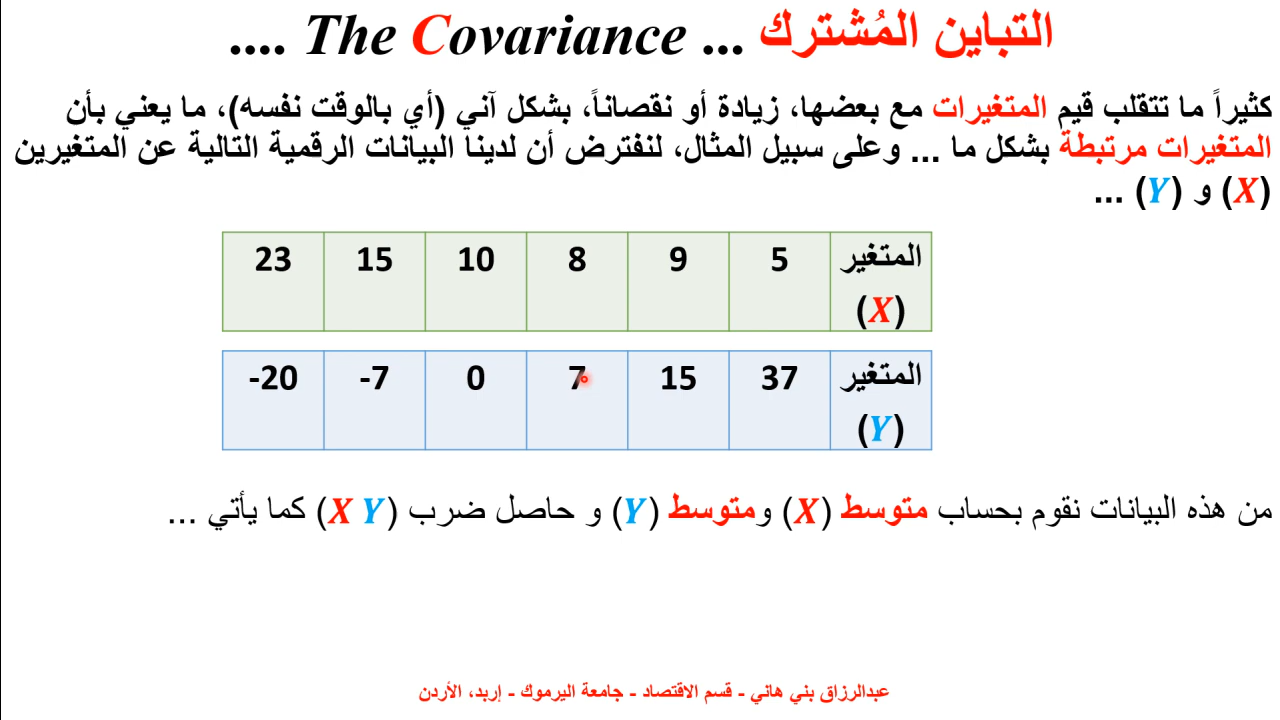 التباين المُشترك ... The Covariance ....
كثيراً ما تتقلب قيم المتغيرات مع بعضها، زيادة أو نقصاناً، بشكل آني (أي بالوقت نفسه)، ما يعني بأن
المتغيرات مرتبطة بشكل ما ... وعلى سبيل المثال، لنفترض أن لدينا البيانات الرقمية التالية عن المتغيرين
(X) و (Y) ...
المتغير 5 9 8 10 15 23
(X)
المتغير 37 15 7 0 -7 -20
(Y)
من هذه البيانات نقوم بحساب متوسط (X) ومتوسط (Y) و حاصل ضرب (X Y) كما يأتي ...
عبدالرزاق بني هاني - قسم الاقتصاد - جامعة اليرموك - إربد، الأردن